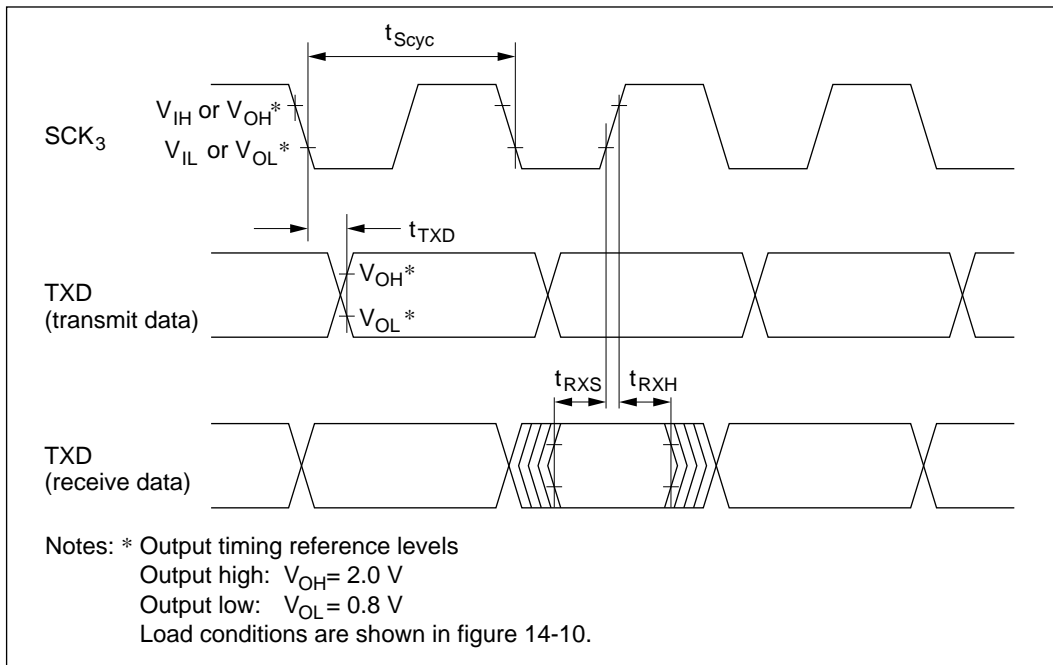 tScyc
VIH or VOH*
SCK3
VIL or VOL*
tTXD
VOH*
TXD
(transmit data)
VOL*
tRXS tRXH
TXD
(receive data)
Notes: * Output timing reference levels
Output high: VOH= 2.0 V
Output low: VOL= 0.8 V
Load conditions are shown in figure 14-10.